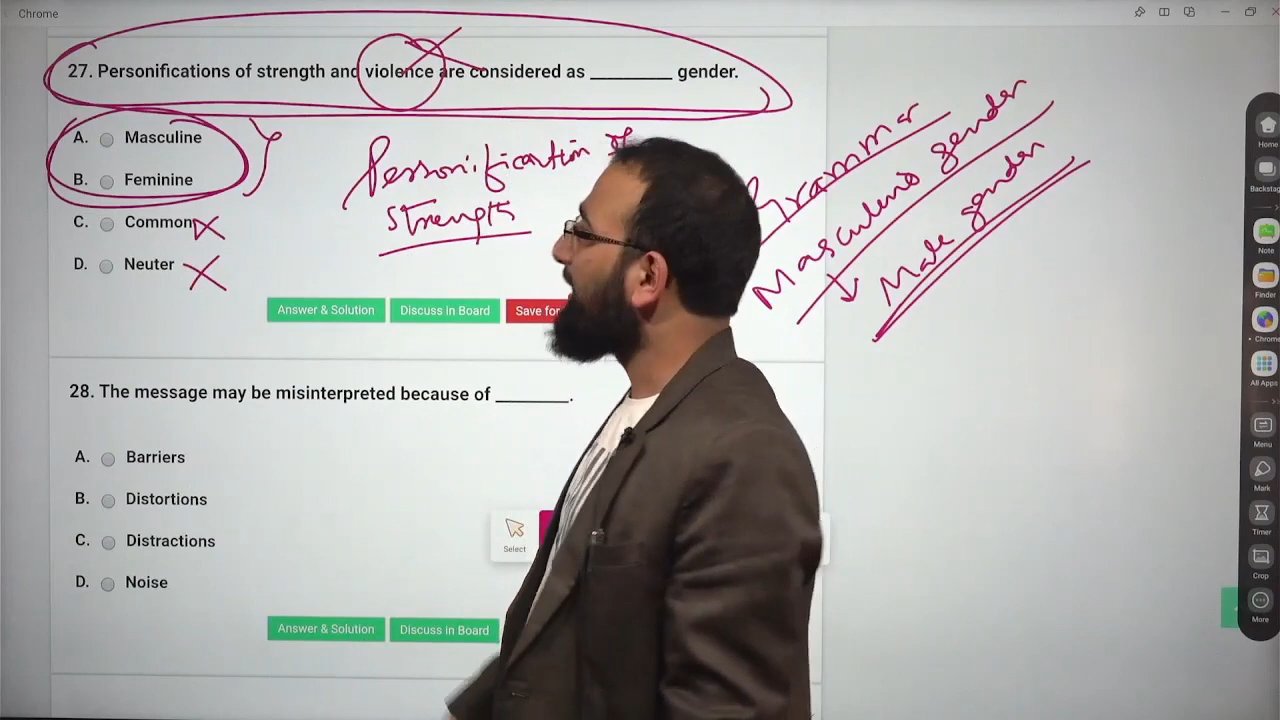 Chrome
27. Personifications of strength and violence are considered as _________ gender.
A. Masculine
B. Feminine
C. Common
D. Neuter
Personification of
strength
Grammar
Masculine gender
Male gender
Answer & Solution
Discuss in Board
Save for
28. The message may be misinterpreted because of ________.
A. Barriers
B. Distortions
C. Distractions
D. Noise
Select
Answer & Solution
Discuss in Board
Home
Backstag
Note
Finder
Chrome
All Apps
Menu
Mark
Timer
Crop
More